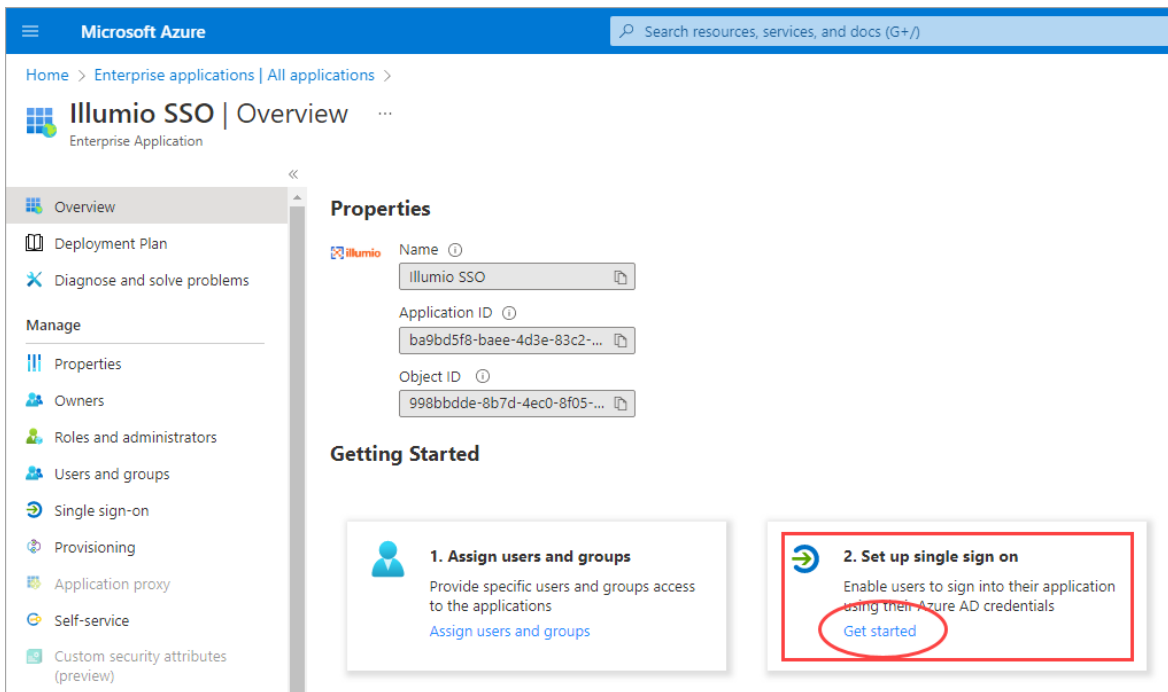 Microsoft Azure
Search resources, services, and docs (G+/)
Home > Enterprise applications | All applications >
Illumio SSO | Overview ...
Enterprise Application
«
Overview
Deployment Plan
Diagnose and solve problems
Manage
Properties
Owners
Roles and administrators
Users and groups
Single sign-on
Provisioning
Application proxy
Self-service
Custom security attributes
(preview)
Properties
illumio
Name
Illumio SSO
Application ID
ba9bd5f8-baee-4d3e-83c2-...
Object ID
998bbdde-8b7d-4ec0-8f05-...
Getting Started
1. Assign users and groups
Provide specific users and groups access
to the applications
Assign users and groups
2. Set up single sign on
Enable users to sign into their application
using their Azure AD credentials
Get started